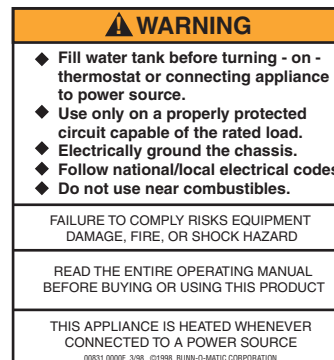 WARNING
Fill water tank before turning - on -
thermostat or connecting appliance
to power source.
Use only on a properly protected
circuit capable of the rated load.
Electrically ground the chassis.
Follow national/local electrical codes
Do not use near combustibles.
FAILURE TO COMPLY RISKS EQUIPMENT
DAMAGE, FIRE, OR SHOCK HAZARD
READ THE ENTIRE OPERATING MANUAL
BEFORE BUYING OR USING THIS PRODUCT
THIS APPLIANCE IS HEATED WHENEVER
CONNECTED TO A POWER SOURCE
00831.0000F 3/98 ©1998 BUNN-O-MATIC CORPORATION